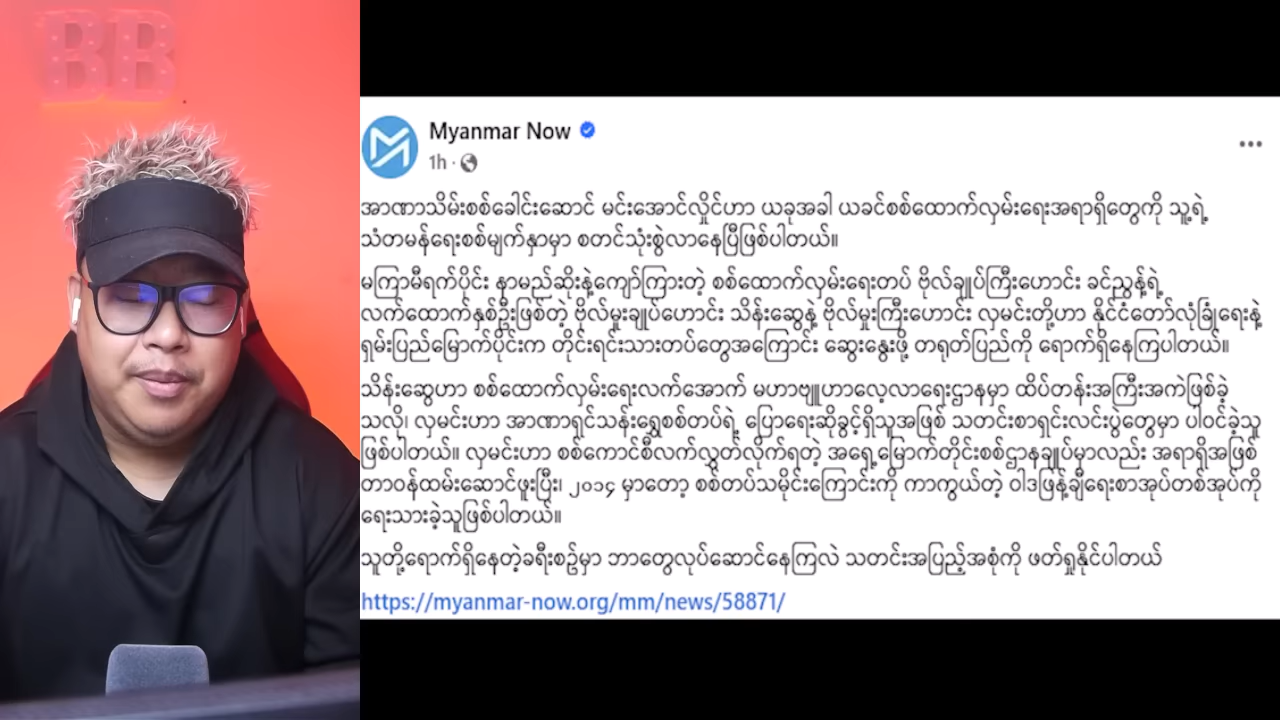 BB
Myanmar Now
1h ·
အာဏာသိမ်းစစ်ခေါင်းဆောင် မင်းအောင်လှိုင်ဟာ ယခုအခါ ယခင်စစ်ထောက်လှမ်းရေးအရာရှိတွေကို သူ့ရဲ့
သံတမန်ရေးစစ်မျက်နှာမှာ စတင်သုံးစွဲလာနေပြီဖြစ်ပါတယ်။
မကြာမီရက်ပိုင်း နာမည်ဆိုးနဲ့ကျော်ကြားတဲ့ စစ်ထောက်လှမ်းရေးတပ် ဗိုလ်ချုပ်ကြီးဟောင်း ခင်ညွန့်ရဲ့
လက်ထောက်နှစ်ဦးဖြစ်တဲ့ ဗိုလ်မှူးချုပ်ဟောင်း သိန်းဆွေနဲ့ ဗိုလ်မှူးကြီးဟောင်း လှမင်းတို့ဟာ နိုင်ငံတော်လုံခြုံရေးနဲ့
ရှမ်းပြည်မြောက်ပိုင်းက တိုင်းရင်းသားတပ်တွေအကြောင်း ဆွေးနွေးဖို့ တရုတ်ပြည်ကို ရောက်ရှိနေကြပါတယ်။
သိန်းဆွေဟာ စစ်ထောက်လှမ်းရေးလက်အောက် မဟာဗျူဟာလေ့လာရေးဌာနမှာ ထိပ်တန်းအကြီးအကဲဖြစ်ခဲ့
သလို၊ လှမင်းဟာ အာဏာရှင်သန်းရွှေစစ်တပ်ရဲ့ ပြောရေးဆိုခွင့်ရှိသူအဖြစ် သတင်းစာရှင်းလင်းပွဲတွေမှာ ပါဝင်ခဲ့သူ
ဖြစ်ပါတယ်။ လှမင်းဟာ စစ်ကောင်စီလက်လွှတ်လိုက်ရတဲ့ အရှေ့မြောက်တိုင်းစစ်ဌာနချုပ်မှာလည်း အရာရှိအဖြစ်
တာဝန်ထမ်းဆောင်ဖူးပြီး၊ ၂၀၁၄ မှာတော့ စစ်တပ်သမိုင်းကြောင်းကို ကာကွယ်တဲ့ ဝါဒဖြန့်ချီရေးစာအုပ်တစ်အုပ်ကို
ရေးသားခဲ့သူဖြစ်ပါတယ်။
သူတို့ရောက်ရှိနေတဲ့ခရီးစဥ်မှာ ဘာတွေလုပ်ဆောင်နေကြလဲ သတင်းအပြည့်အစုံကို ဖတ်ရှုနိုင်ပါတယ်
https://myanmar-now.org/mm/news/58871/